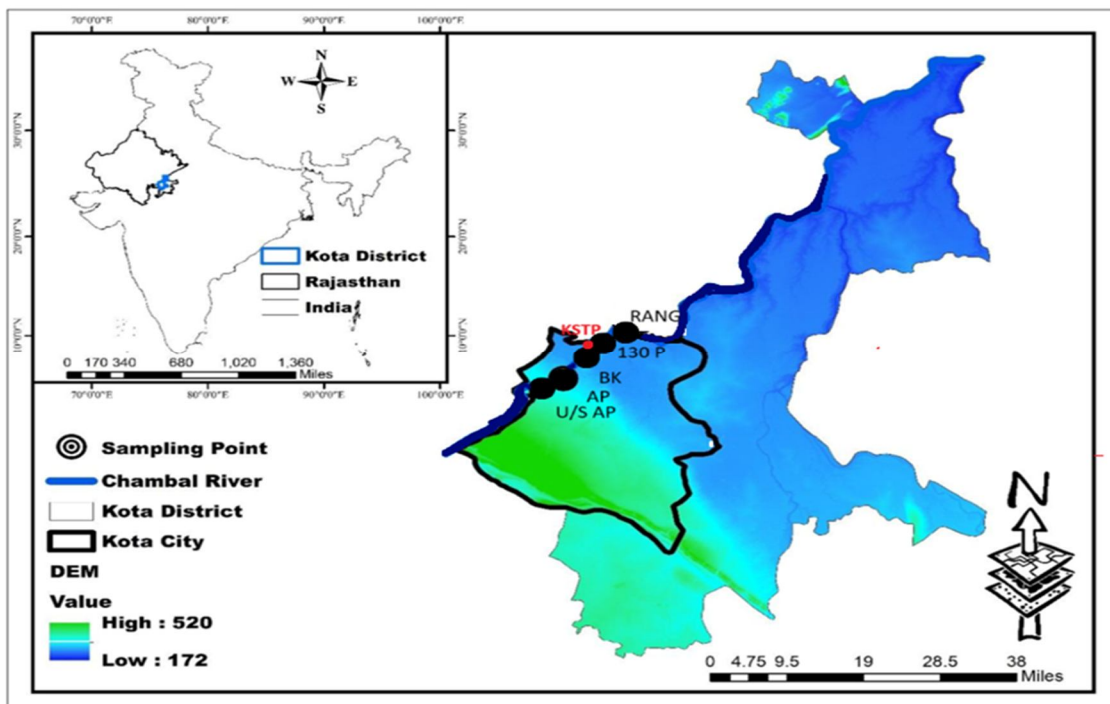 70°0'0"E 80°0'0"E 90°0'0"E 100°0'0"E
N
W E
S
30°0'0"N 30°0'0"N
20°0'0"N 20°0'0"N
10°0'0"N 10°0'0"N
Kota District
Rajasthan
India
0 170 340 680 1,020 1,360
Miles
70°0'0"E 80°0'0"E 90°0'0"E 100°0'0"E
RANG
KSTP
130 P
BK
AP
U/S AP
Sampling Point
Chambal River
Kota District
Kota City
DEM
Value
High : 520
Low : 172
N
0 4.75 9.5 19 28.5 38
Miles